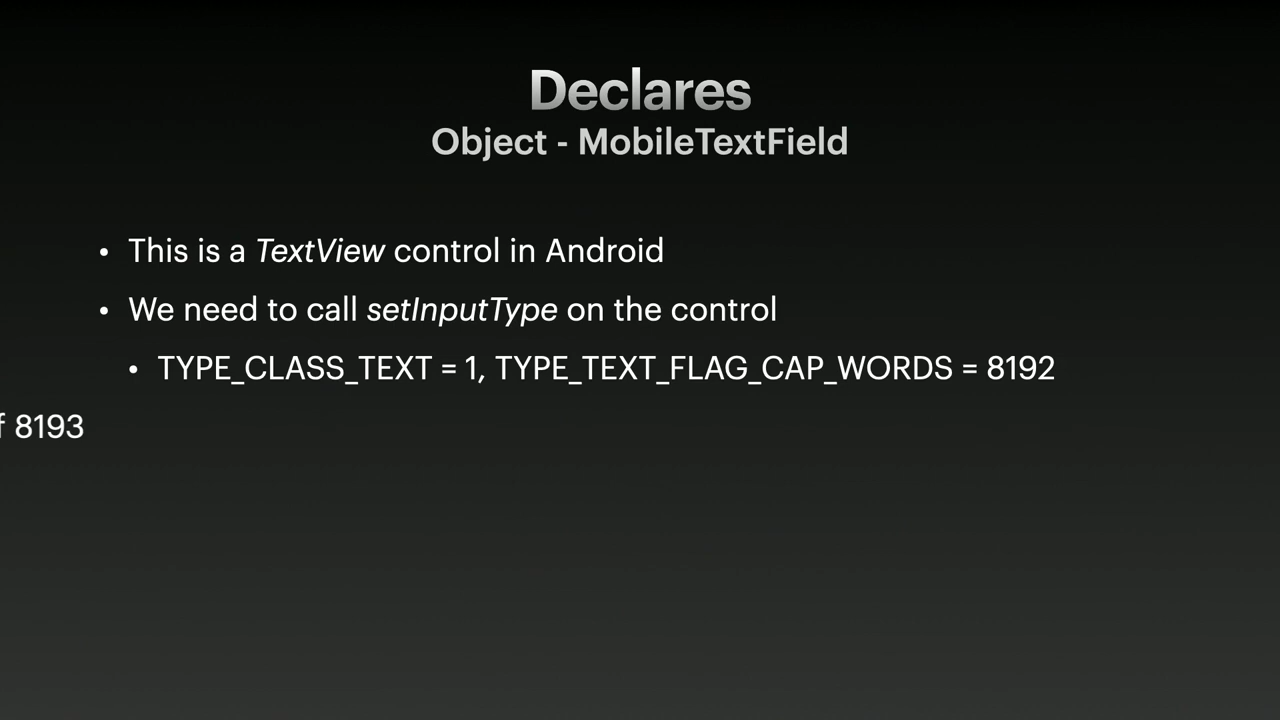 Declares
Object - MobileTextField
• This is a TextView control in Android
• We need to call setInputType on the control
• TYPE_CLASS_TEXT = 1, TYPE_TEXT_FLAG_CAP_WORDS = 8192
f 8193